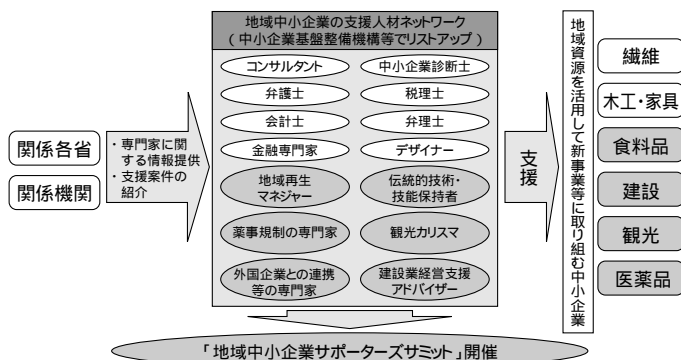 地域中小企業の支援人材ネットワーク
(中小企業基盤整備機構等でリストアップ)
コンサルタント
中小企業診断士
弁護士
税理士
会計士
弁理士
金融専門家
デザイナー
地域再生
マネジャー
伝統的技術・
技能保持者
薬事規制の専門家
観光カリスマ
外国企業との連携
等の専門家
建設業経営支援
アドバイザー
関係各省
関係機関
・専門家に関
する情報提供
・支援案件の
紹介
支援
地域資源を活用して新事業等に取り組む中小企業
繊維
木工・家具
食料品
建設
観光
医薬品
「地域中小企業サポーターズサミット」開催